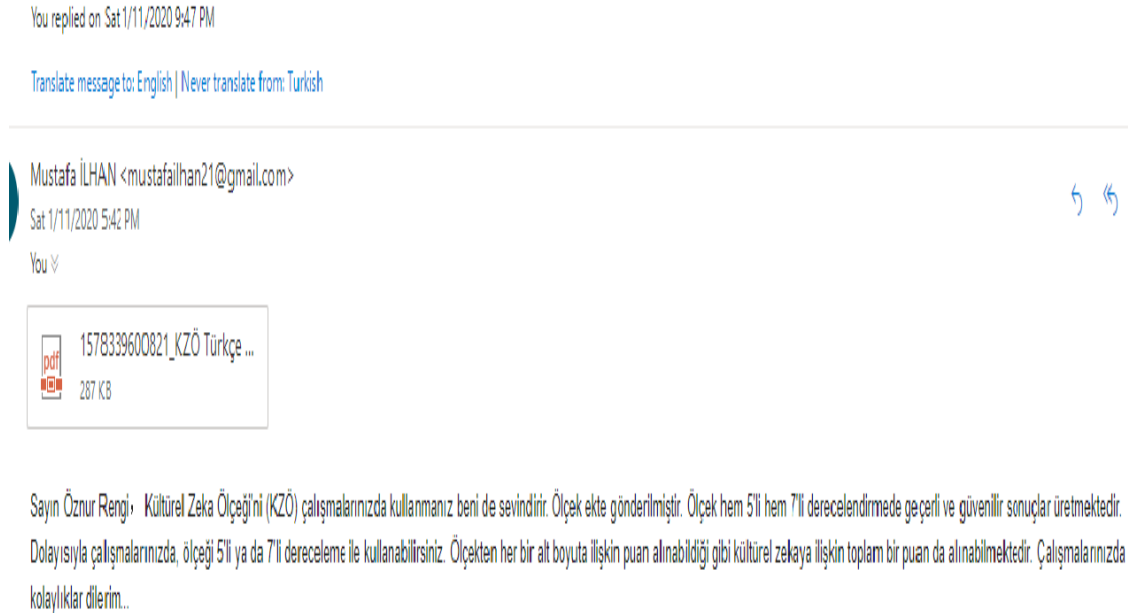 You replied on Sat 1/11/2020 9:47 PM
Translate message to: English | Never translate from: Turkish
Mustafa İLHAN <mustafailhan21@gmail.com>
Sat 1/11/2020 5:42 PM
You
1578339600821_KZÖ Türkçe ...
pdf
287 KB
Sayın Öznur Rengi, Kültürel Zeka Ölçeği'ni (KZÖ) çalışmalarınızda kullanmanız beni de sevindirir. Ölçek ekte gönderilmiştir. Ölçek hem 5'li hem 7'li derecelendirmede geçerli ve güvenilir sonuçlar üretmektedir.
Dolayısıyla çalışmalarınızda, ölçeği 5'li ya da 7'li dereceleme ile kullanabilirsiniz. Ölçekten her bir alt boyuta ilişkin puan alınabildiği gibi kültürel zekaya ilişkin toplam bir puan da alınabilmektedir. Çalışmalarınızda
kolaylıklar dilerim...